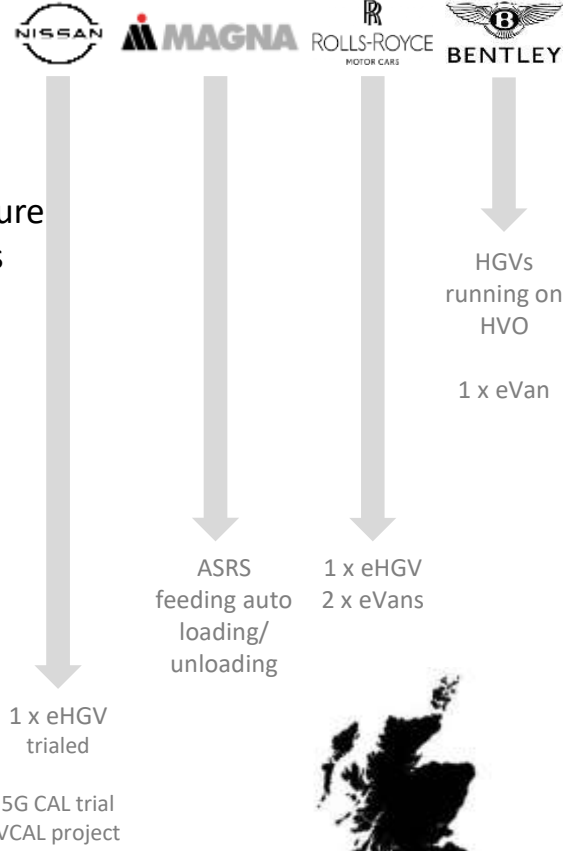 NISSAN
MAGNA
ROLLS-ROYCE
MOTOR CARS
B
BENTLEY
ure
s
HGVs
running on
HVO
1 x eVan
ASRS
feeding auto
loading/
unloading
1 x eHGV
2 x eVans
1 x eHGV
trialed
5G CAL trial
VCAL project